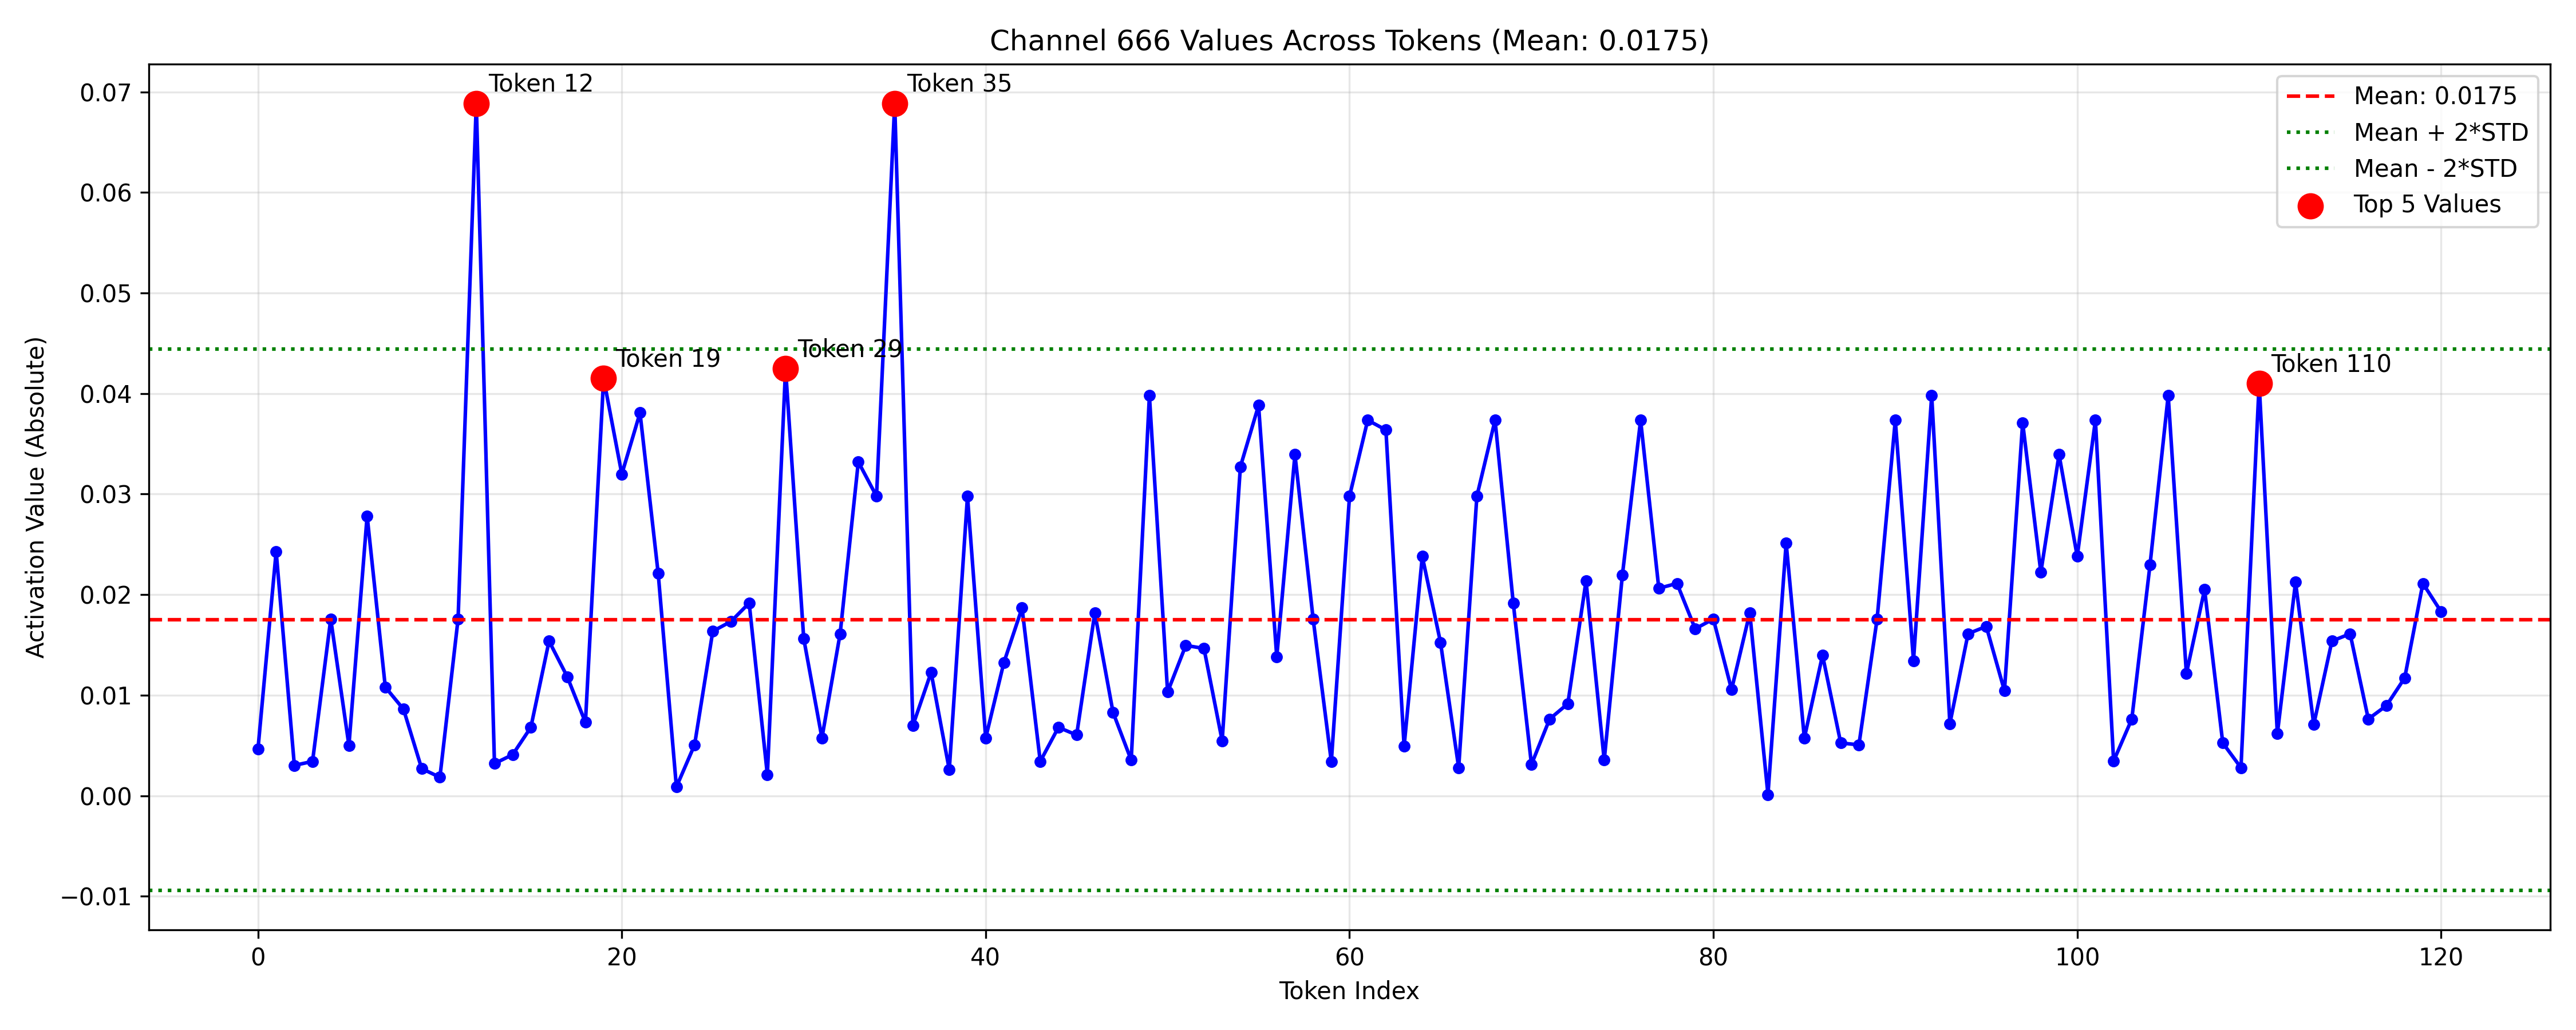 Channel 666 Values Across Tokens (Mean: 0.0175)
Activation Value (Absolute)
0.07
0.06
0.05
0.04
0.03
0.02
0.01
0.00
−0.01
Token 12
Token 35
Token 19
Token 29
Token 110
Mean: 0.0175
Mean + 2*STD
Mean - 2*STD
Top 5 Values
0
20
40
60
80
100
120
Token Index